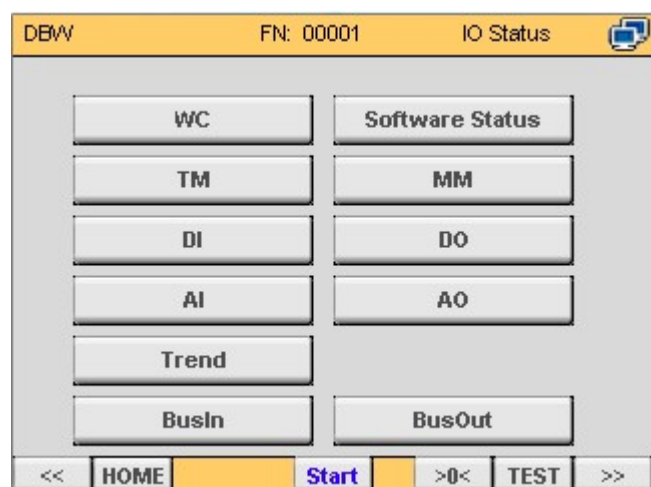 DBW FN: 00001 IO Status
WC Software Status
TM MM
DI DO
AI AO
Trend
BusIn BusOut
<< HOME Start >0< TEST >>